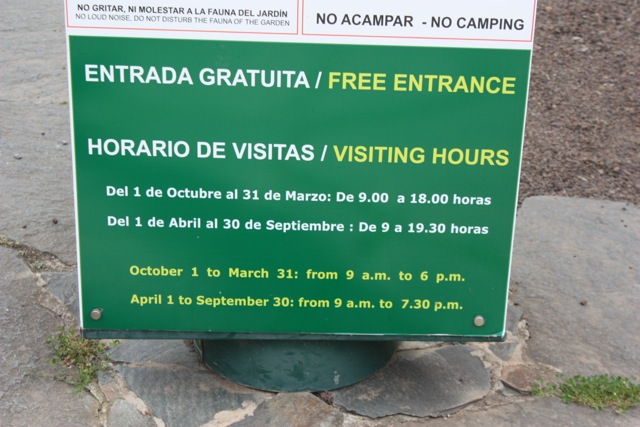 NO GRITAR, NI MOLESTAR A LA FAUNA DEL JARDÍN
NO LOUD NOISE. DO NOT DISTURB THE FAUNA OF THE GARDEN
NO ACAMPAR - NO CAMPING
ENTRADA GRATUITA / FREE ENTRANCE
HORARIO DE VISITAS / VISITING HOURS
Del 1 de Octubre al 31 de Marzo: De 9.00 a 18.00 horas
Del 1 de Abril al 30 de Septiembre : De 9 a 19.30 horas
October 1 to March 31: from 9 a.m. to 6 p.m.
April 1 to September 30: from 9 a.m. to 7.30 p.m.